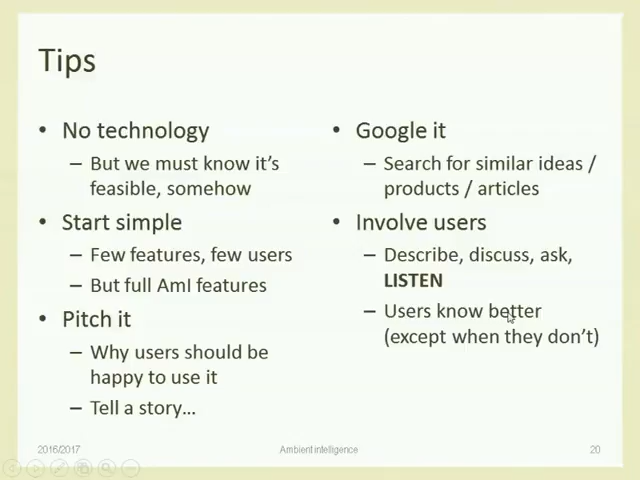 Tips
• No technology
– But we must know it's
feasible, somehow
• Start simple
– Few features, few users
– But full AmI features
• Pitch it
– Why users should be
happy to use it
– Tell a story…
• Google it
– Search for similar ideas /
products / articles
• Involve users
– Describe, discuss, ask,
LISTEN
– Users know better
(except when they don't)
2016/2017
Ambient intelligence
20